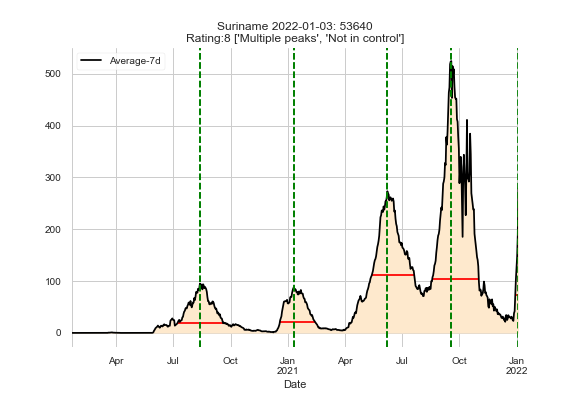 Suriname 2022-01-03: 53640
Rating:8 ['Multiple peaks', 'Not in control']
Average-7d
500
400
300
200
100
0
Apr Jul Oct Jan Apr Jul Oct Jan
2021 2022
Date